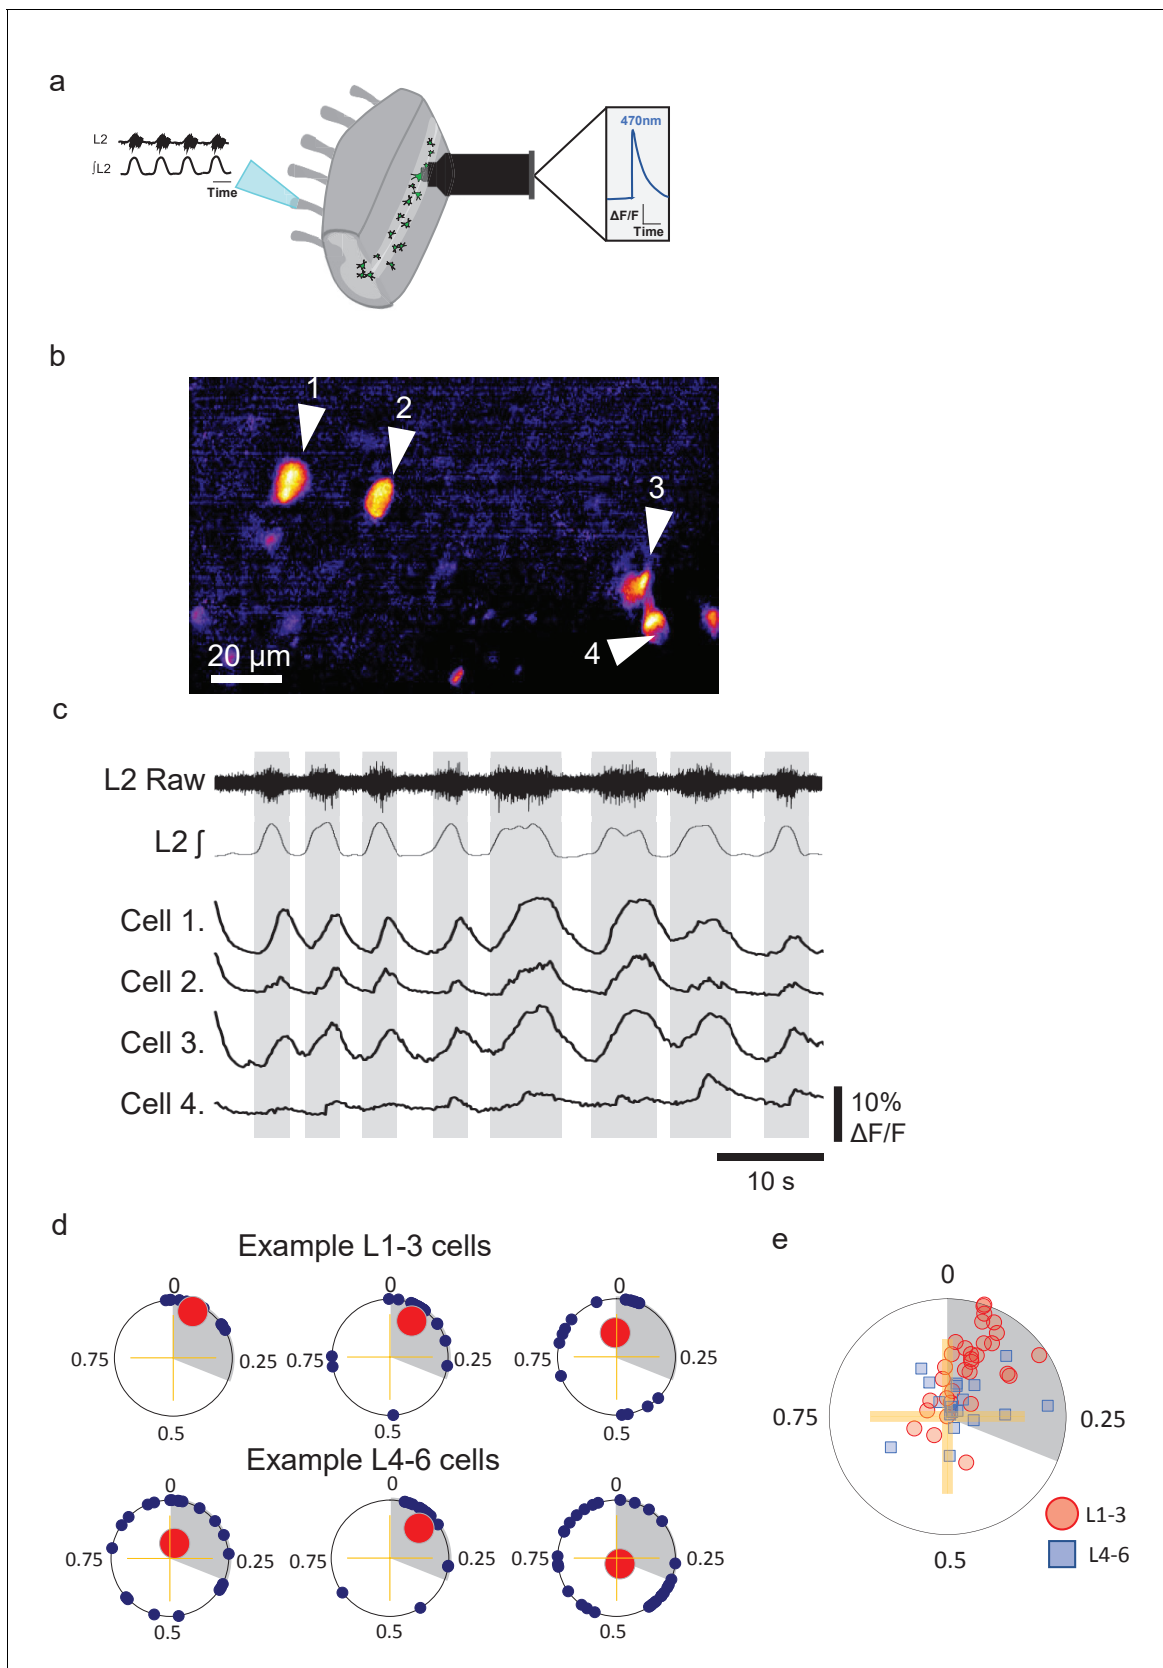 a
L2
∫L2
Time
470nm
ΔF/F
Time
b
1
2
3
4
20 µm
c
L2 Raw
L2 ∫
Cell 1.
Cell 2.
Cell 3.
Cell 4.
10%
ΔF/F
10 s
d
Example L1-3 cells
0
0
0
0.75
0.25
0.75
0.25
0.75
0.25
0.5
0.5
0.5
Example L4-6 cells
0
0
0
0.75
0.25
0.75
0.25
0.75
0.25
0.5
0.5
0.5
e
0
0.75
0.25
0.5
L1-3
L4-6